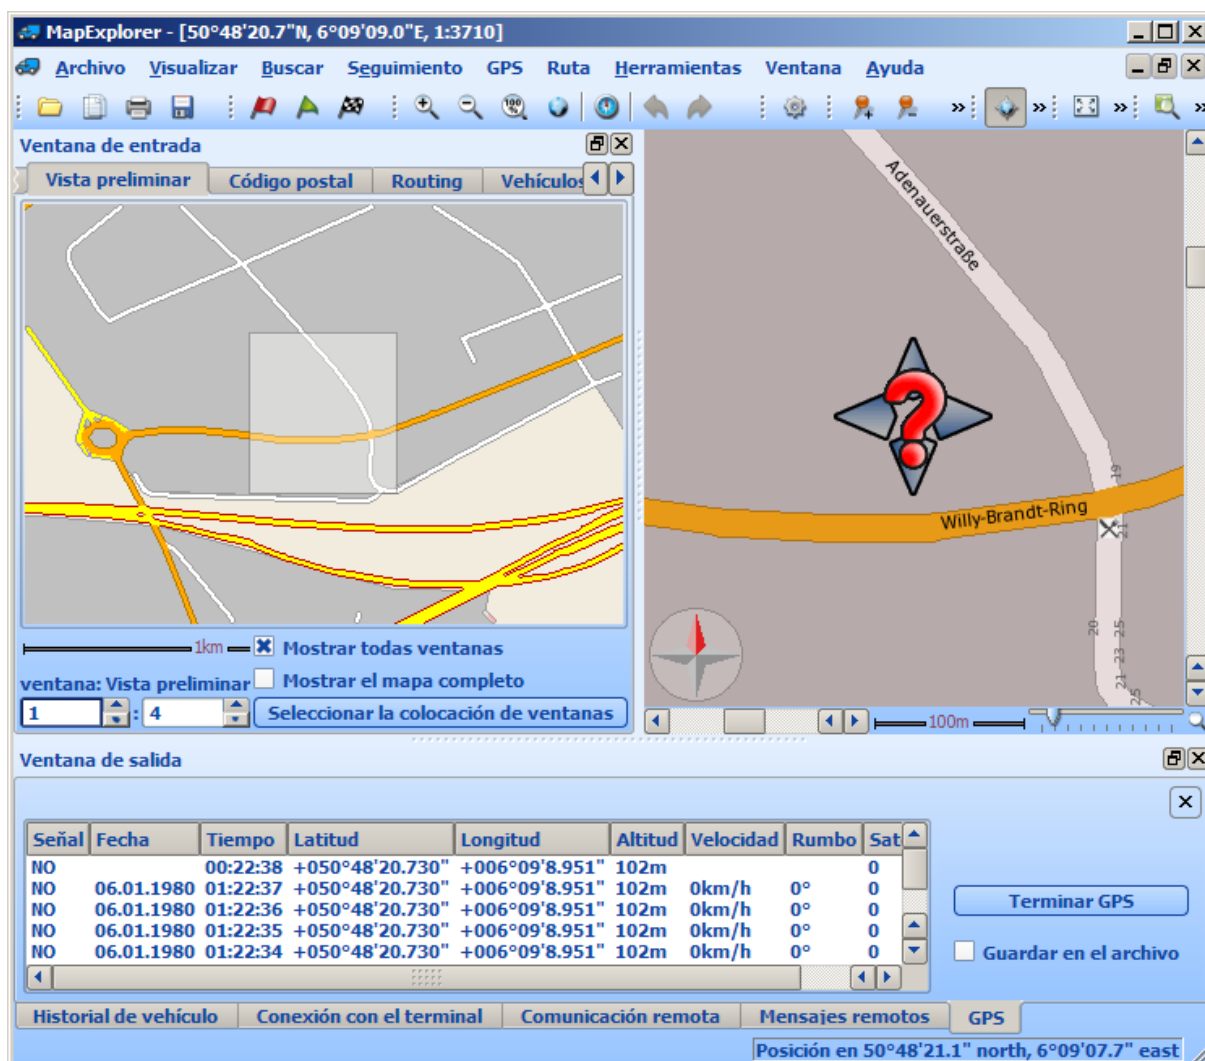 MapExplorer - [50°48'20.7"N, 6°09'09.0"E, 1:3710]
Archivo Visualizar Buscar Seguimiento GPS Ruta Herramientas Ventana Ayuda
100%
Ventana de entrada
Vista preliminar Código postal Routing Vehículos
1km
Mostrar todas ventanas
ventana: Vista preliminar
Mostrar el mapa completo
1 : 4
Seleccionar la colocación de ventanas
Adenauerstraße
Willy-Brandt-Ring
19
21
20
25
23
21
25
100m
Ventana de salida
Señal Fecha Tiempo Latitud Longitud Altitud Velocidad Rumbo Sat
NO 00:22:38 +050°48'20.730" +006°09'8.951" 102m 0
NO 06.01.1980 01:22:37 +050°48'20.730" +006°09'8.951" 102m 0km/h 0° 0
NO 06.01.1980 01:22:36 +050°48'20.730" +006°09'8.951" 102m 0km/h 0° 0
NO 06.01.1980 01:22:35 +050°48'20.730" +006°09'8.951" 102m 0km/h 0° 0
NO 06.01.1980 01:22:34 +050°48'20.730" +006°09'8.951" 102m 0km/h 0° 0
Terminar GPS
Guardar en el archivo
Historial de vehículo Conexión con el terminal Comunicación remota Mensajes remotos GPS
Posición en 50°48'21.1" north, 6°09'07.7" east